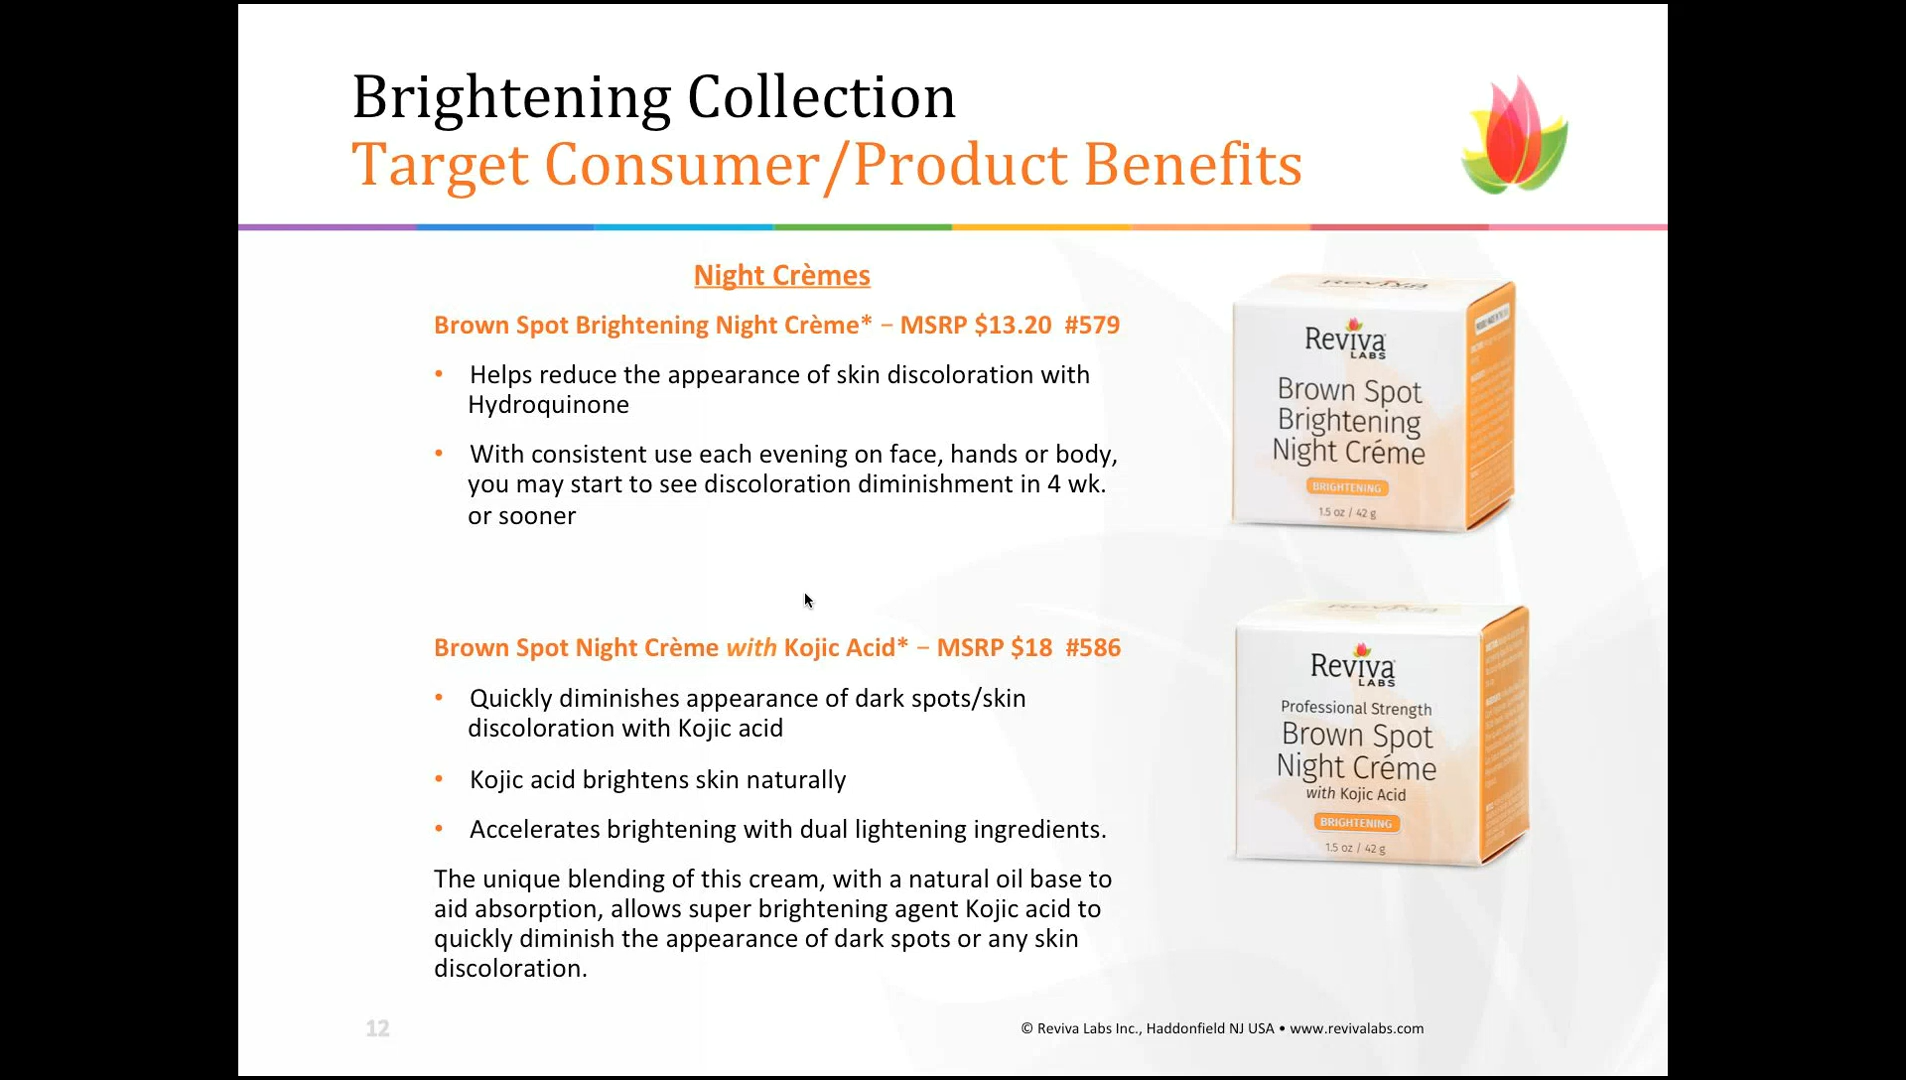 Brightening Collection
Target Consumer/Product Benefits
Night Crèmes
Brown Spot Brightening Night Crème* – MSRP $13.20 #579
• Helps reduce the appearance of skin discoloration with
Hydroquinone
• With consistent use each evening on face, hands or body,
you may start to see discoloration diminishment in 4 wk.
or sooner
Reviva
LABS
Brown Spot
Brightening
Night Créme
BRIGHTENING
1.5 oz / 42 g
Brown Spot Night Crème with Kojic Acid* – MSRP $18 #586
• Quickly diminishes appearance of dark spots/skin
discoloration with Kojic acid
• Kojic acid brightens skin naturally
• Accelerates brightening with dual lightening ingredients.
The unique blending of this cream, with a natural oil base to
aid absorption, allows super brightening agent Kojic acid to
quickly diminish the appearance of dark spots or any skin
discoloration.
Reviva
LABS
Professional Strength
Brown Spot
Night Créme
with Kojic Acid
BRIGHTENING
1.5 oz / 42 g
12
© Reviva Labs Inc., Haddonfield NJ USA • www.revivalabs.com